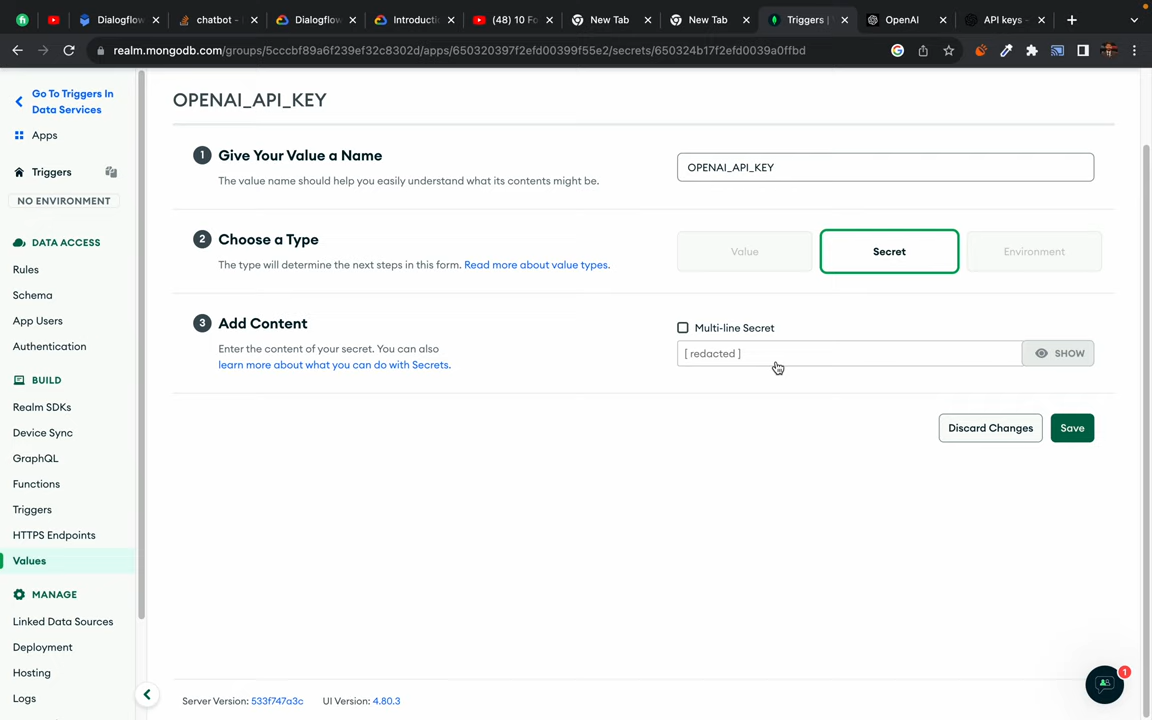 Dialogflow
chatbot -
Dialogflow
Introducti
(48) 10 Fo
New Tab
New Tab
Triggers |
OpenAI
API keys -
realm.mongodb.com/groups/5cccbf89a6f239ef32c8302d/apps/650320397f2efd00399f55e2/secrets/650324b17f2efd0039a0ffbd
Go To Triggers In
Data Services
Apps
Triggers
NO ENVIRONMENT
DATA ACCESS
Rules
Schema
App Users
Authentication
BUILD
Realm SDKs
Device Sync
GraphQL
Functions
Triggers
HTTPS Endpoints
Values
MANAGE
Linked Data Sources
Deployment
Hosting
Logs
OPENAI_API_KEY
1 Give Your Value a Name
The value name should help you easily understand what its contents might be.
OPENAI_API_KEY
2 Choose a Type
The type will determine the next steps in this form. Read more about value types.
Value
Secret
Environment
3 Add Content
Enter the content of your secret. You can also
learn more about what you can do with Secrets.
Multi-line Secret
[ redacted ]
SHOW
Discard Changes
Save
Server Version: 533f747a3c UI Version: 4.80.3
1